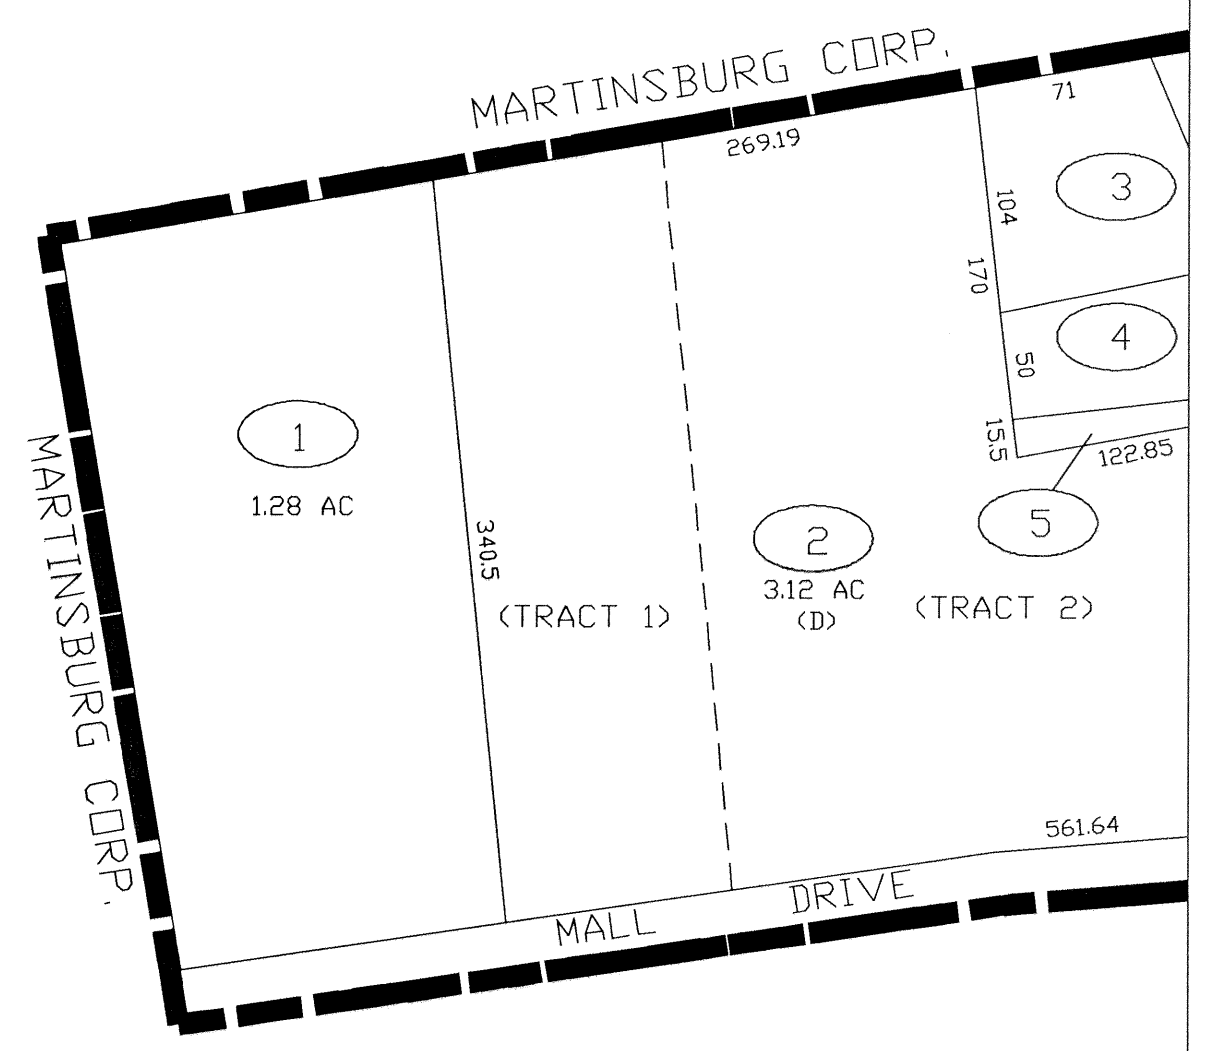 MARTINSBURG CORP.
71
269.19
3
104
170
4
50
15.5
122.85
1
1.28 AC
MARTINSBURG CORP.
340.5
2
3.12 AC
(D)
5
(TRACT 1)
(TRACT 2)
561.64
MALL DRIVE